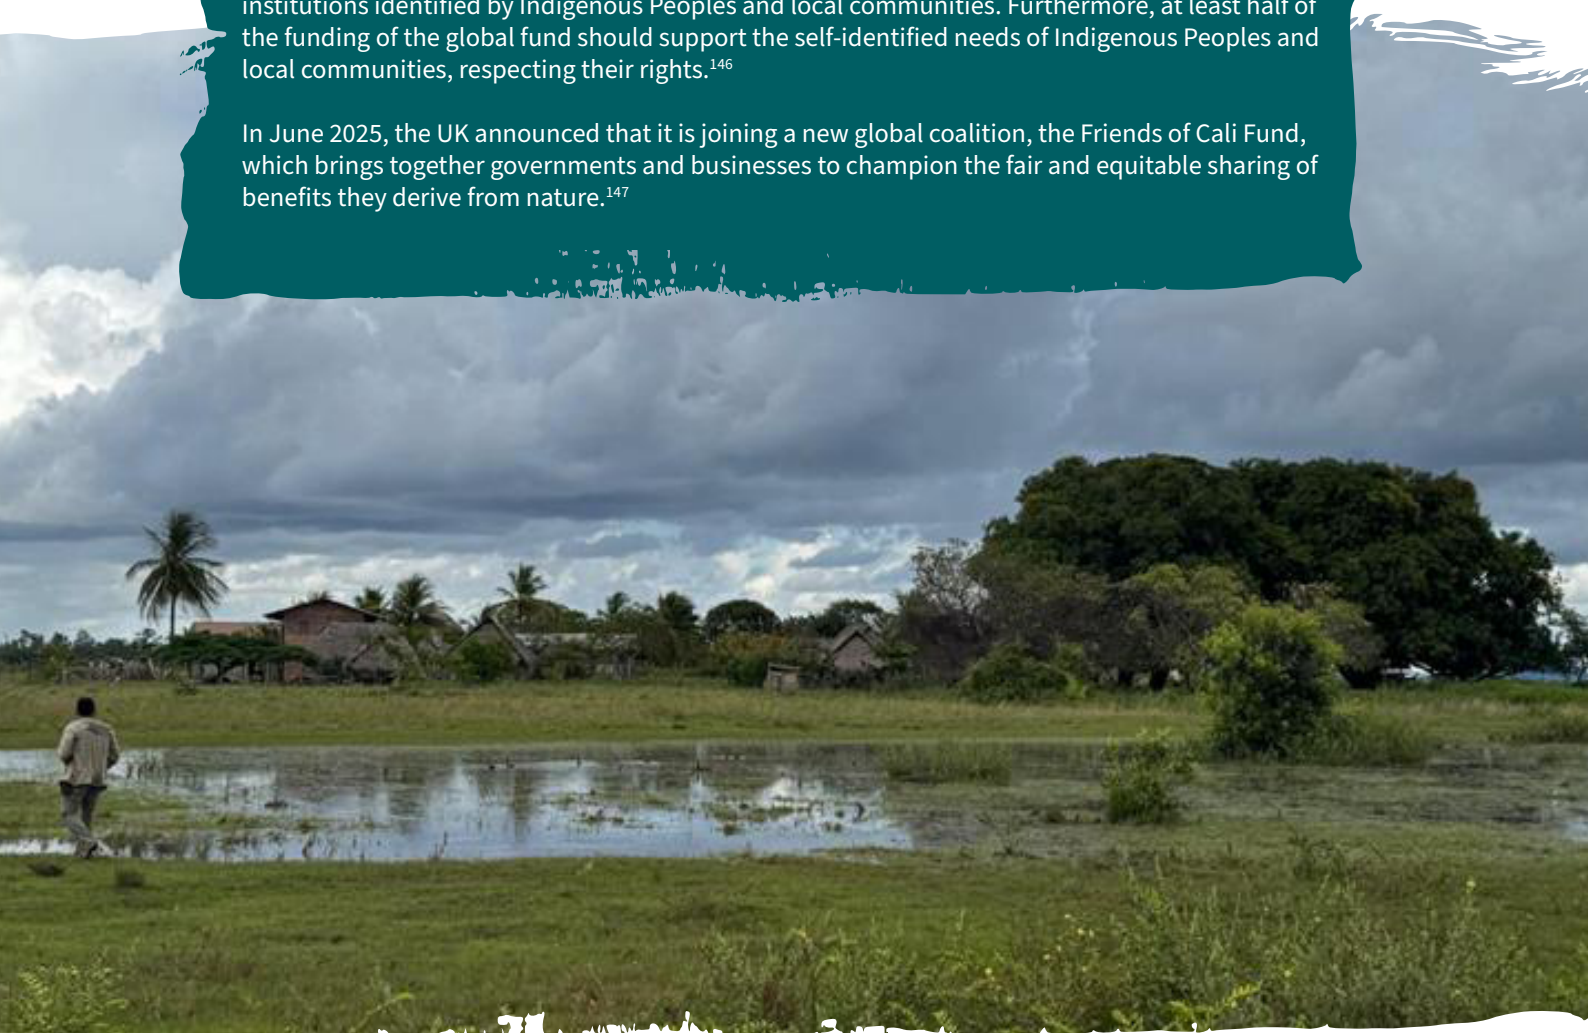 institutions identified by Indigenous Peoples and local communities. Furthermore, at least half of
the funding of the global fund should support the self-identified needs of Indigenous Peoples and
local communities, respecting their rights.146
In June 2025, the UK announced that it is joining a new global coalition, the Friends of Cali Fund,
which brings together governments and businesses to champion the fair and equitable sharing of
benefits they derive from nature.147